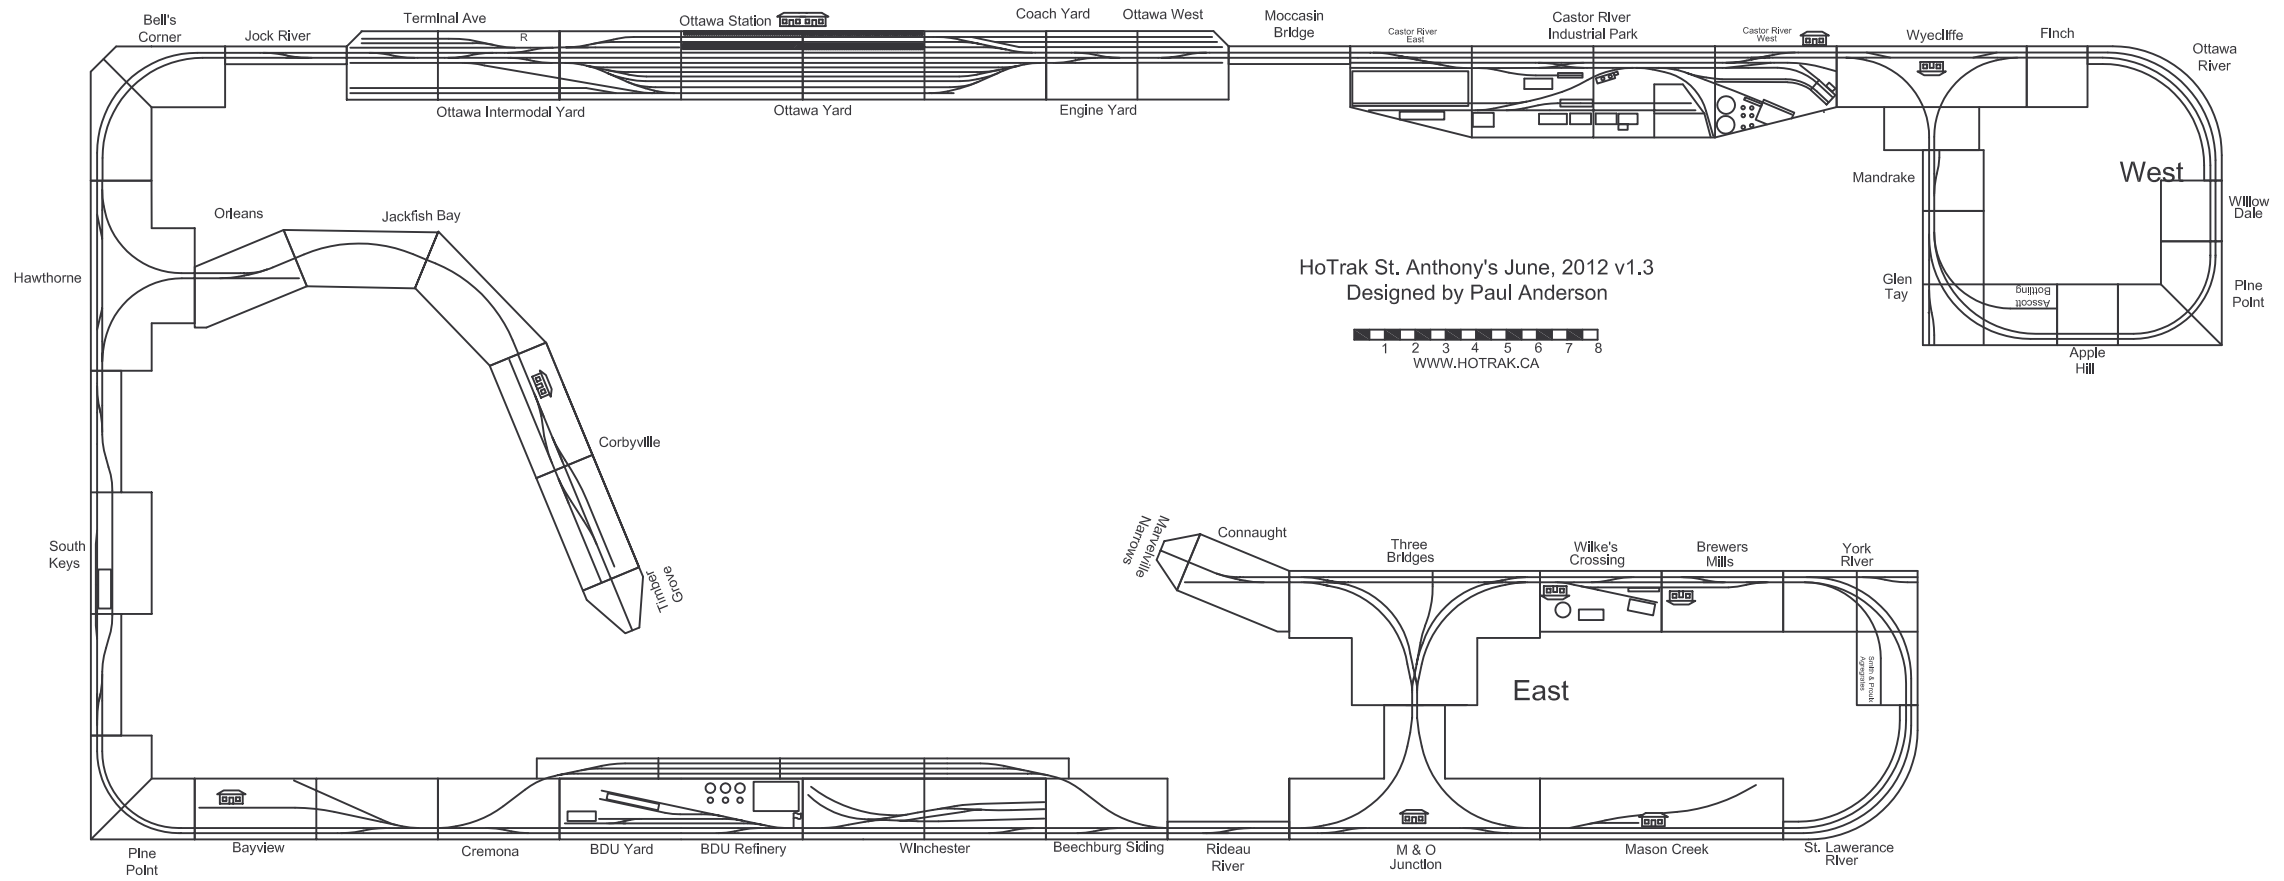 Bell's
Corner
Jock River
Terminal Ave
R
Ottawa Station
Coach Yard
Ottawa West
Moccasin
Bridge
Castor River
East
Castor River
Industrial Park
Castor River
West
Wyecliffe
Finch
Ottawa
River
Ottawa Intermodal Yard
Ottawa Yard
Engine Yard
West
Mandrake
Willow
Dale
Orleans
Jackfish Bay
Hawthorne
HoTrak St. Anthony's June, 2012 v1.3
Designed by Paul Anderson
1 2 3 4 5 6 7 8
WWW.HOTRAK.CA
Glen
Tay
Asscott
Bottling
Pine
Point
Apple
Hill
Corbyville
South
Keys
Timber
Grove
Marvelville
Narrows
Connaught
Three
Bridges
Wilke's
Crossing
Brewers
Mills
York
River
Smith & Proulx
Agregrates
East
Pine
Point
Bayview
Cremona
BDU Yard
BDU Refinery
Winchester
Beechburg Siding
Rideau
River
M & O
Junction
Mason Creek
St. Lawerance
River